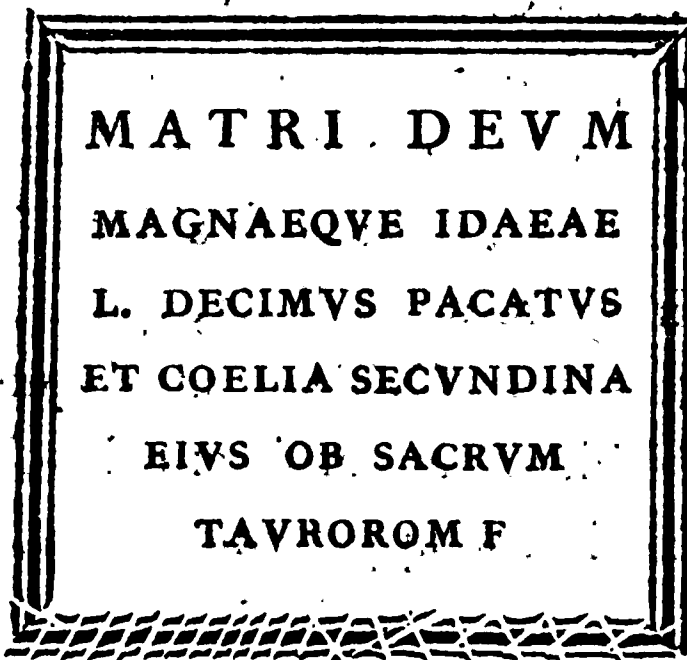 MATRI DEVM
MAGNAEQVE IDAEAE
L. DECIMVS PACATVS
ET COELIA SECVNDINA
EIVS OB SACRVM
TAVROROM F